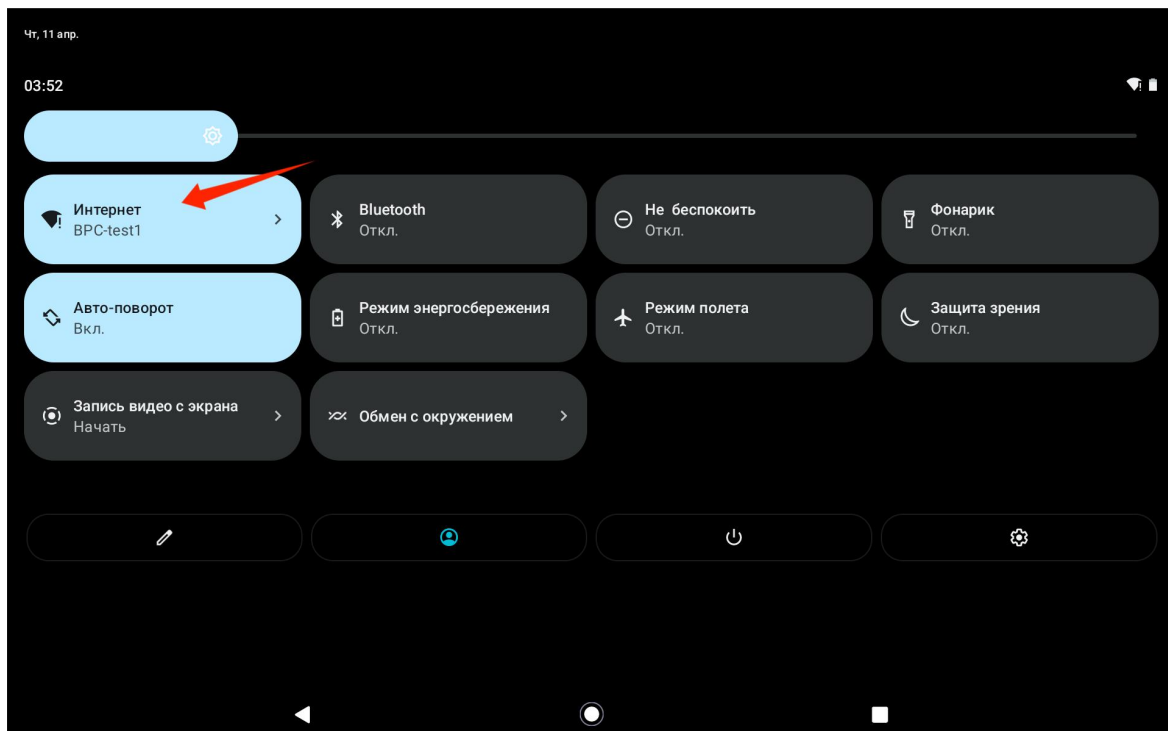 Чт, 11 апр.
03:52
Интернет
BPC-test1
Bluetooth
Откл.
Не беспокоить
Откл.
Фонарик
Откл.
Авто-поворот
Вкл.
Режим энергосбережения
Откл.
Режим полета
Откл.
Защита зрения
Откл.
Запись видео с экрана
Начать
Обмен с окружением